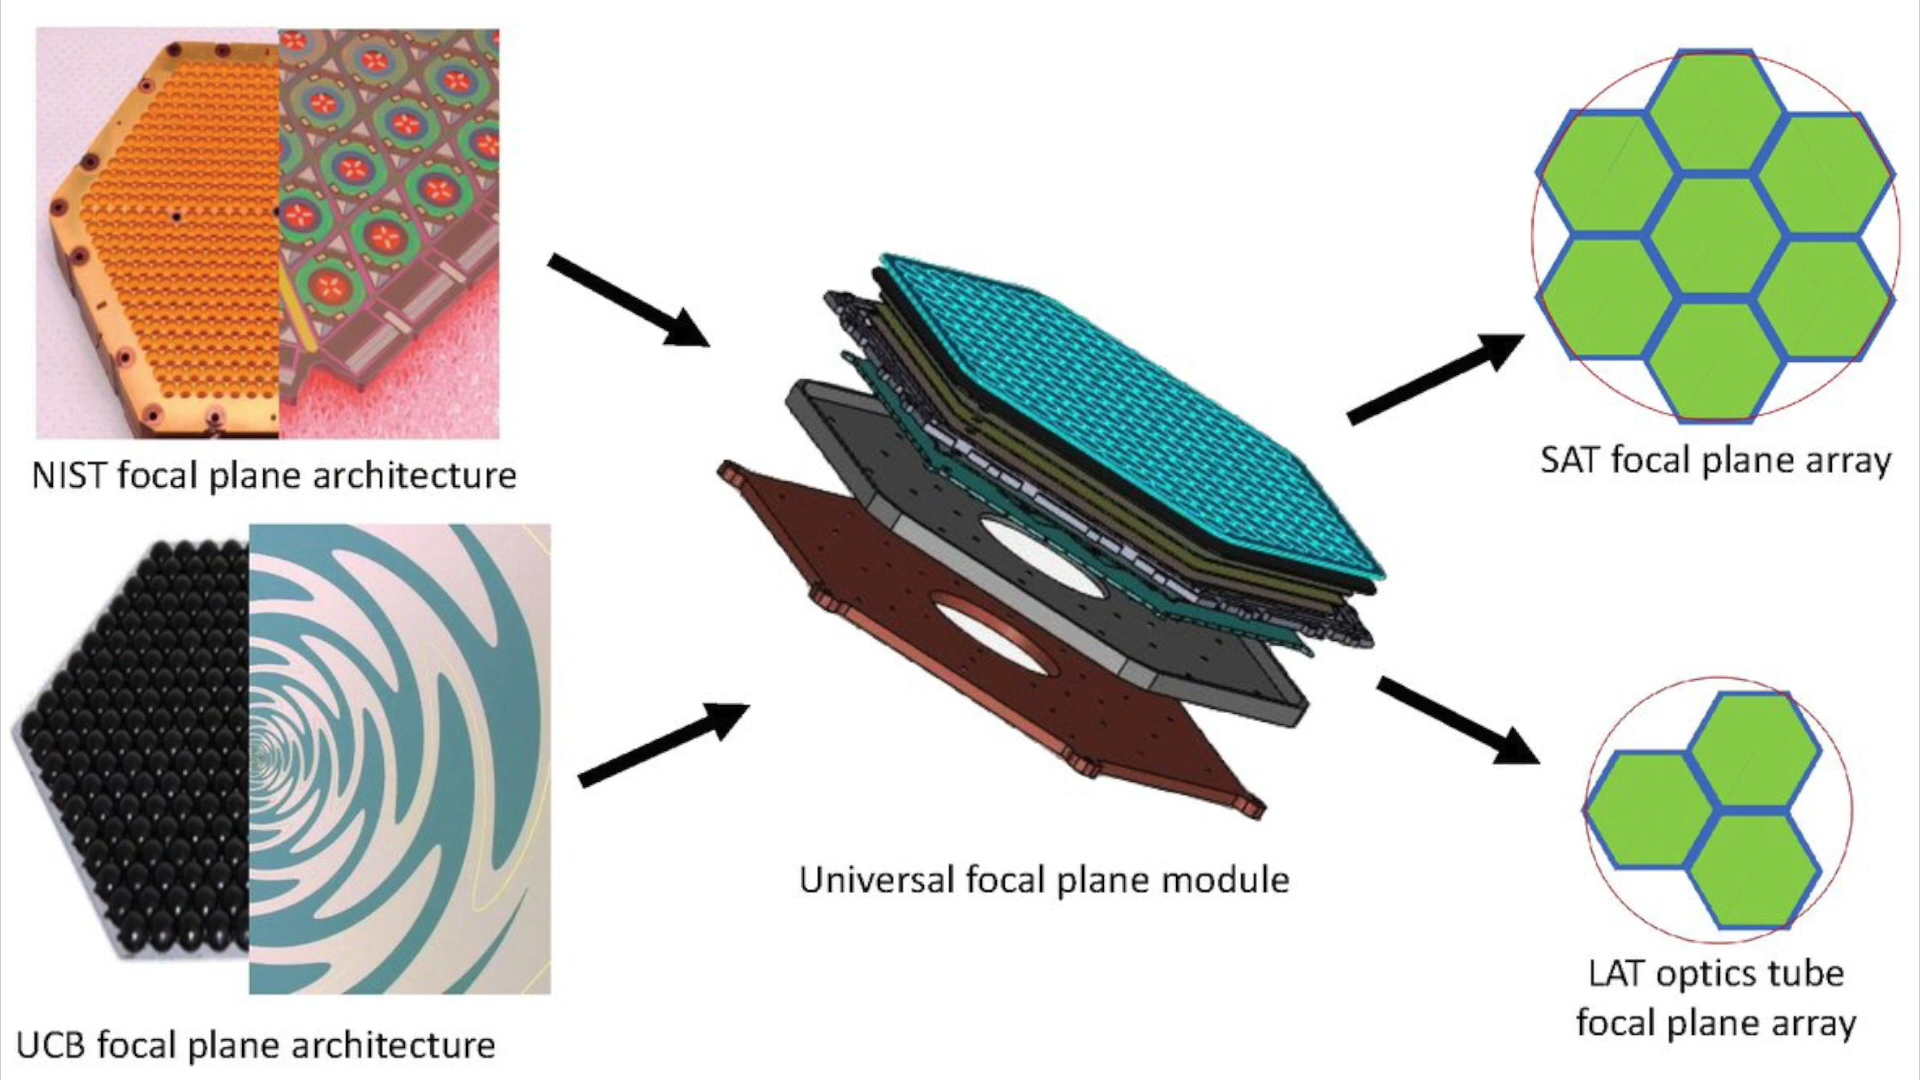 NIST focal plane architecture
UCB focal plane architecture
Universal focal plane module
SAT focal plane array
LAT optics tube
focal plane array